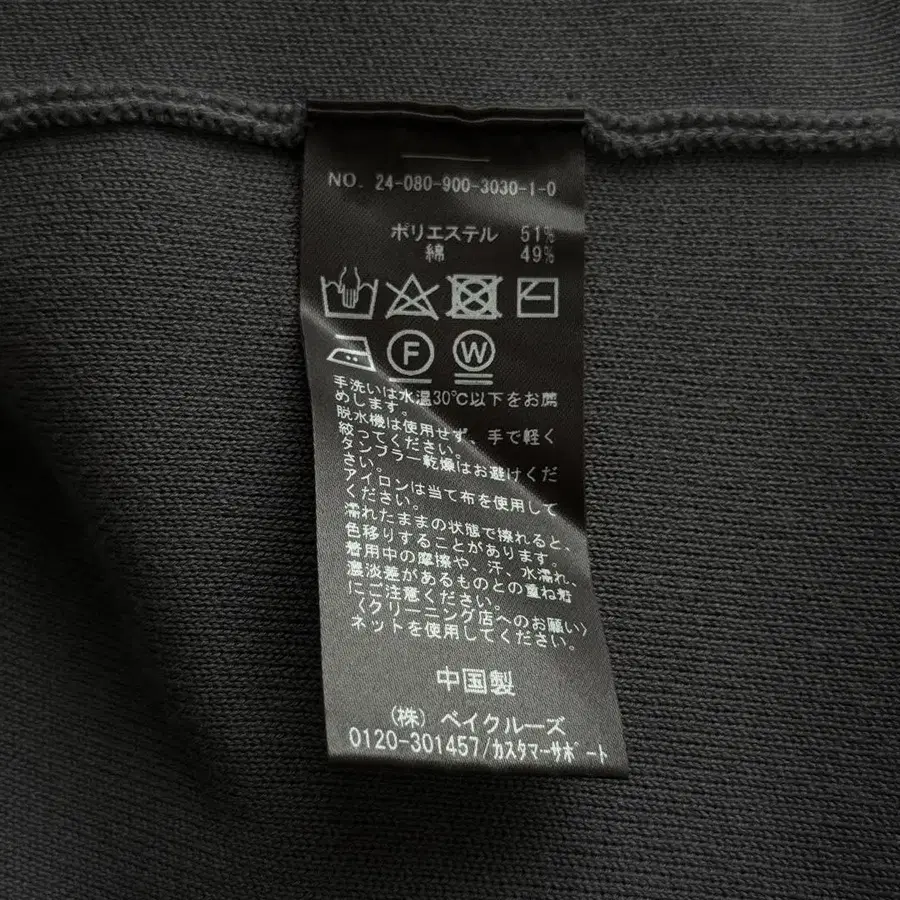 NO. 24-080-900-3030-1-0
ポリエステル 51%
綿 49%
F W
手洗いは水温30℃以下をお薦
めします。
脱水機は使用せず、手で軽く
絞ってください。
タンブラー乾燥はお避けくだ
さい。
アイロンは当て布を使用して
ください。
濡れたままの状態で擦れると、
色移りすることがあります。
着用中の摩擦や、汗、水濡れ、
濃淡差があるものとの重ね着
にご注意ください。
〈クリーニング店へのお願い〉
ネットを使用してください。
中国製
(株) ベイクルーズ
0120-301457/カスタマーサポート